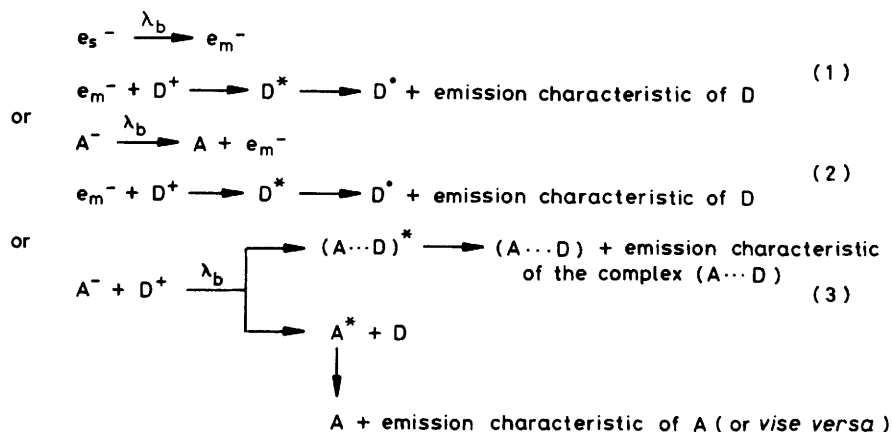 e_s^- λ_b ⟶ e_m^-
e_m^- + D^+ ⟶ D^* ⟶ D^• + emission characteristic of D (1)
or
A^- λ_b ⟶ A + e_m^-
e_m^- + D^+ ⟶ D^* ⟶ D^• + emission characteristic of D (2)
or
(A···D)^* ⟶ (A···D) + emission characteristic
of the complex (A···D)
A^- + D^+ λ_b ⟶ (3)
A^* + D
A + emission characteristic of A (or vise versa)